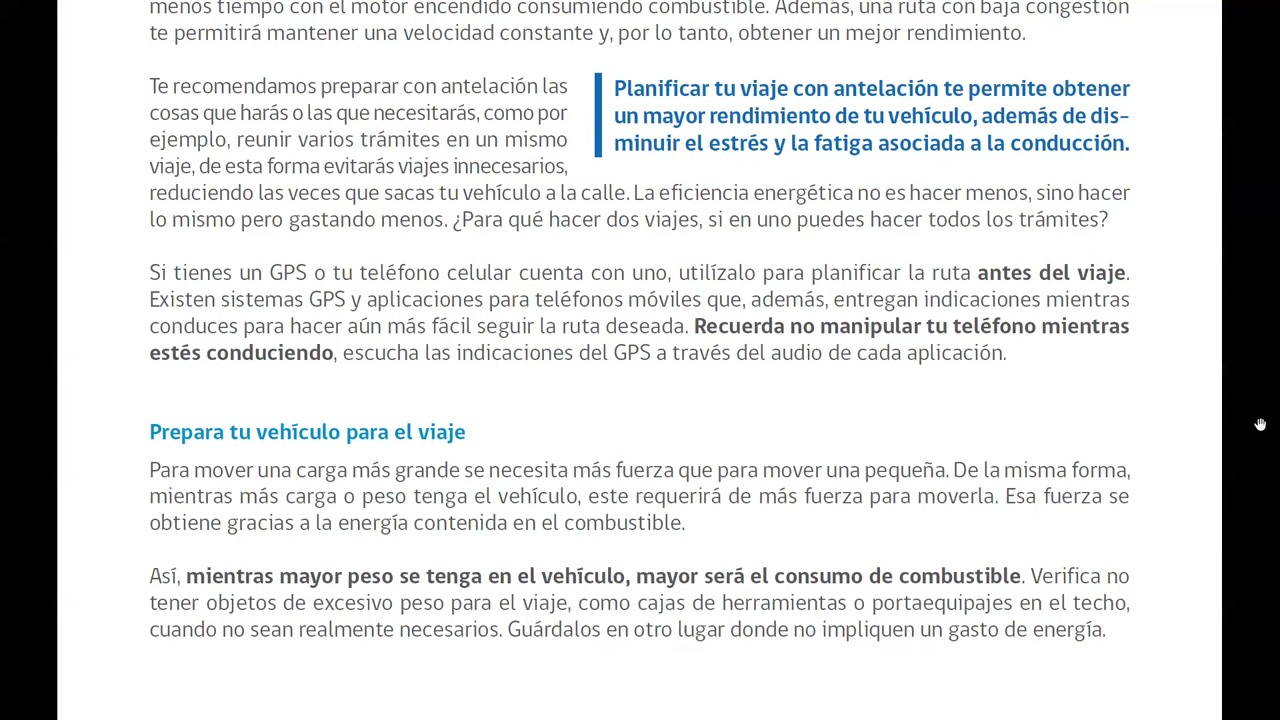 menos tiempo con el motor encendido consumiendo combustible. Además, una ruta con baja congestión
te permitirá mantener una velocidad constante y, por lo tanto, obtener un mejor rendimiento.
Te recomendamos preparar con antelación las
cosas que harás o las que necesitarás, como por
ejemplo, reunir varios trámites en un mismo
viaje, de esta forma evitarás viajes innecesarios,
Planificar tu viaje con antelación te permite obtener
un mayor rendimiento de tu vehículo, además de dis-
minuir el estrés y la fatiga asociada a la conducción.
reduciendo las veces que sacas tu vehículo a la calle. La eficiencia energética no es hacer menos, sino hacer
lo mismo pero gastando menos. ¿Para qué hacer dos viajes, si en uno puedes hacer todos los trámites?
Si tienes un GPS o tu teléfono celular cuenta con uno, utilízalo para planificar la ruta antes del viaje.
Existen sistemas GPS y aplicaciones para teléfonos móviles que, además, entregan indicaciones mientras
conduces para hacer aún más fácil seguir la ruta deseada. Recuerda no manipular tu teléfono mientras
estés conduciendo, escucha las indicaciones del GPS a través del audio de cada aplicación.
Prepara tu vehículo para el viaje
Para mover una carga más grande se necesita más fuerza que para mover una pequeña. De la misma forma,
mientras más carga o peso tenga el vehículo, este requerirá de más fuerza para moverla. Esa fuerza se
obtiene gracias a la energía contenida en el combustible.
Así, mientras mayor peso se tenga en el vehículo, mayor será el consumo de combustible. Verifica no
tener objetos de excesivo peso para el viaje, como cajas de herramientas o portaequipajes en el techo,
cuando no sean realmente necesarios. Guárdalos en otro lugar donde no impliquen un gasto de energía.